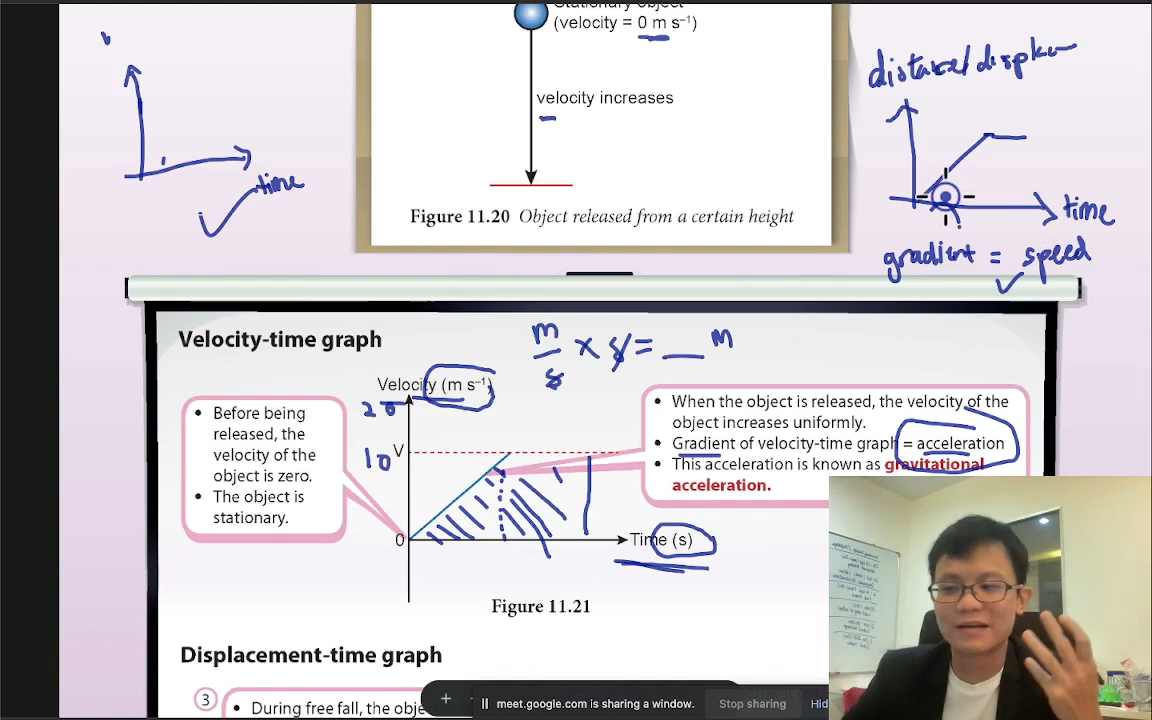 Stationary object
(velocity = 0 m s⁻¹)
velocity increases
Figure 11.20 Object released from a certain height
time
distance/displacem
time
gradient = speed
Velocity-time graph
m/s × s = __ m
Velocity (m s⁻¹)
20
V
10
0
Time (s)
Figure 11.21
• Before being
released, the
velocity of the
object is zero.
• The object is
stationary.
• When the object is released, the velocity of the
object increases uniformly.
• Gradient of velocity-time graph = acceleration
• This acceleration is known as gravitational
acceleration.
Displacement-time graph
3
• During free fall, the obje
meet.google.com is sharing a window.
Stop sharing
Hid